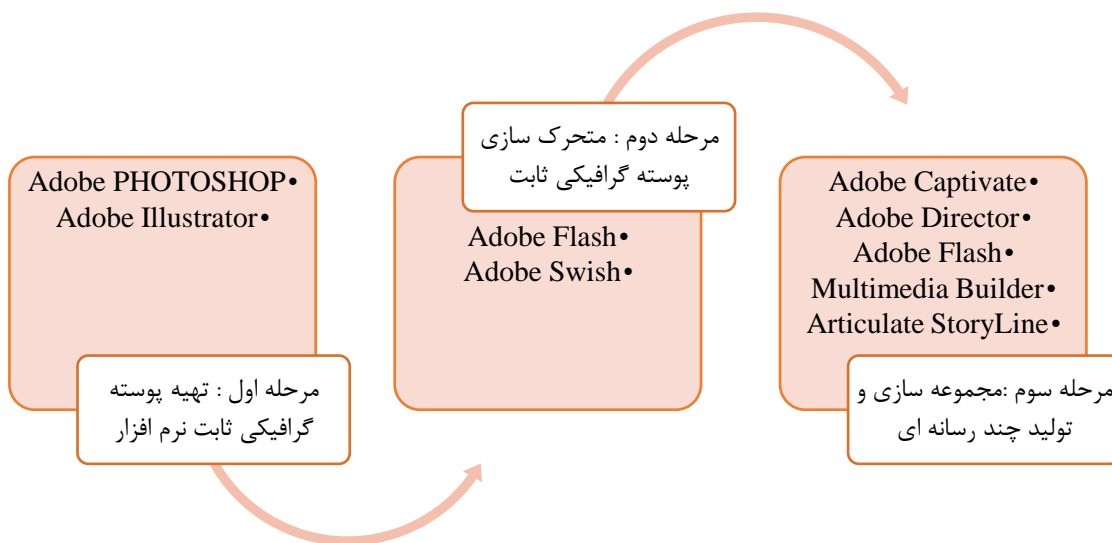 Adobe PHOTOSHOP•
Adobe Illustrator•
مرحله اول : تهیه پوسته
گرافیکی ثابت نرم افزار
مرحله دوم : متحرک سازی
پوسته گرافیکی ثابت
Adobe Flash•
Adobe Swish•
Adobe Captivate•
Adobe Director•
Adobe Flash•
Multimedia Builder•
Articulate StoryLine•
مرحله سوم :مجموعه سازی و
تولید چند رسانه ای